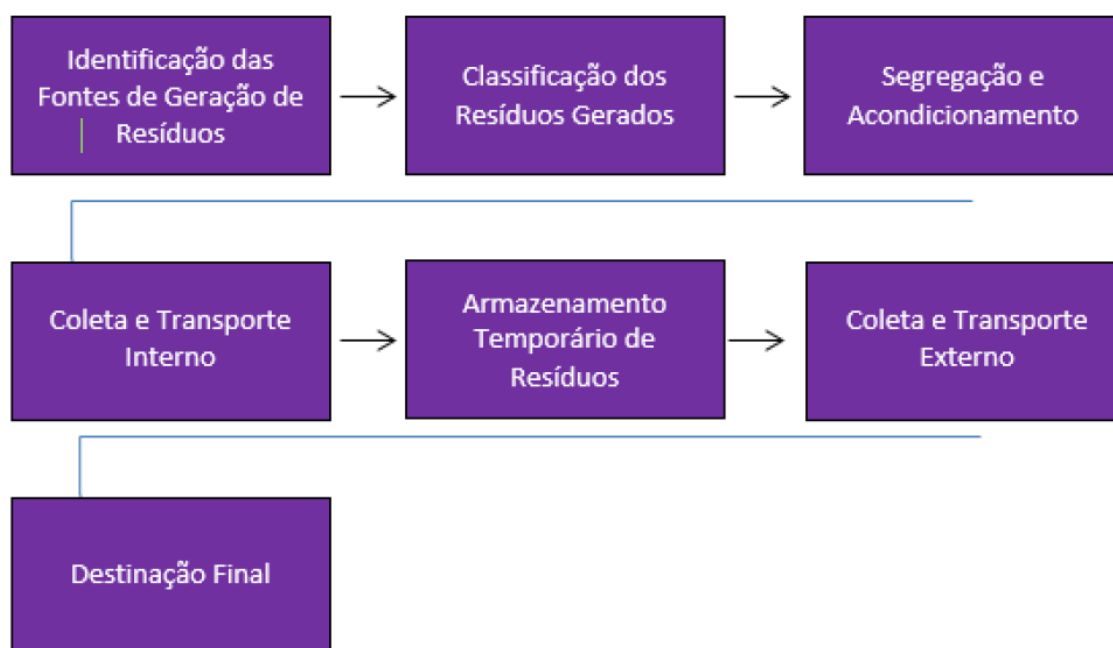 Identificação das
Fontes de Geração de
Resíduos
Classificação dos
Resíduos Gerados
Segregação e
Acondicionamento
Coleta e Transporte
Interno
Armazenamento
Temporário de
Resíduos
Coleta e Transporte
Externo
Destinação Final